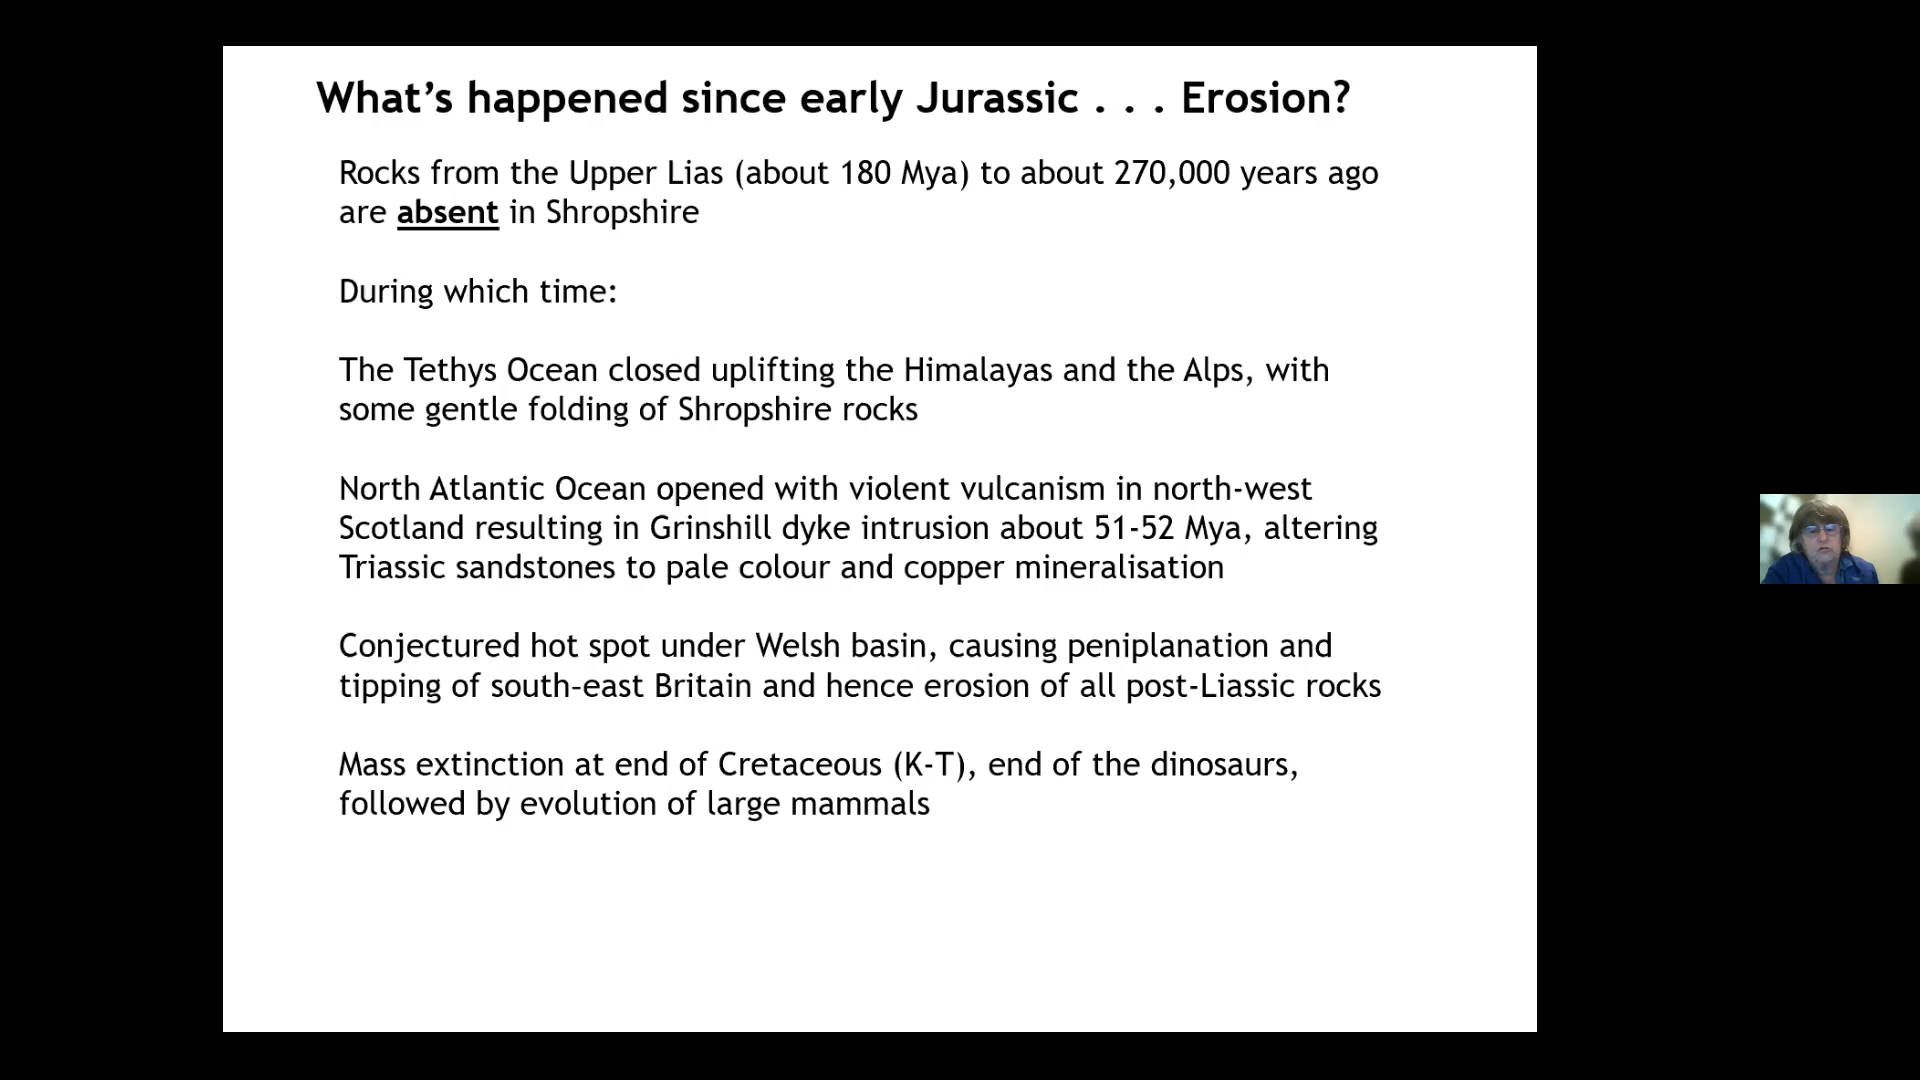 What’s happened since early Jurassic . . . Erosion?
Rocks from the Upper Lias (about 180 Mya) to about 270,000 years ago
are absent in Shropshire
During which time:
The Tethys Ocean closed uplifting the Himalayas and the Alps, with
some gentle folding of Shropshire rocks
North Atlantic Ocean opened with violent vulcanism in north-west
Scotland resulting in Grinshill dyke intrusion about 51-52 Mya, altering
Triassic sandstones to pale colour and copper mineralisation
Conjectured hot spot under Welsh basin, causing peniplanation and
tipping of south-east Britain and hence erosion of all post-Liassic rocks
Mass extinction at end of Cretaceous (K-T), end of the dinosaurs,
followed by evolution of large mammals